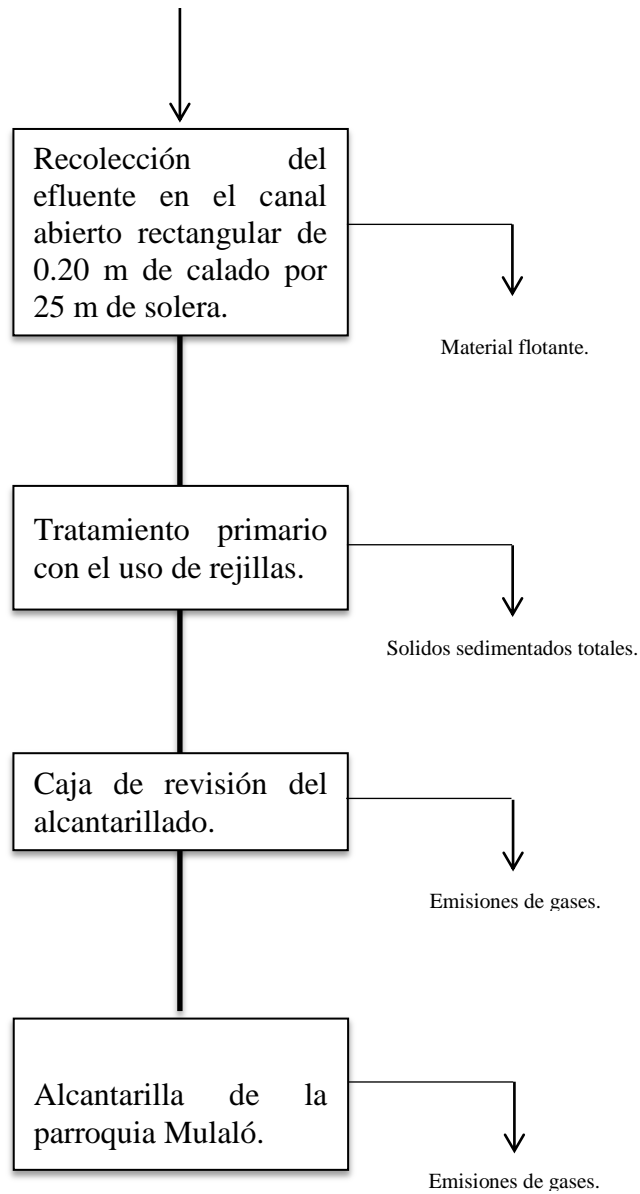 Recolección del
efluente en el canal
abierto rectangular de
0.20 m de calado por
25 m de solera.
Material flotante.
Tratamiento primario
con el uso de rejillas.
Solidos sedimentados totales.
Caja de revisión del
alcantarillado.
Emisiones de gases.
Alcantarilla de la
parroquia Mulaló.
Emisiones de gases.